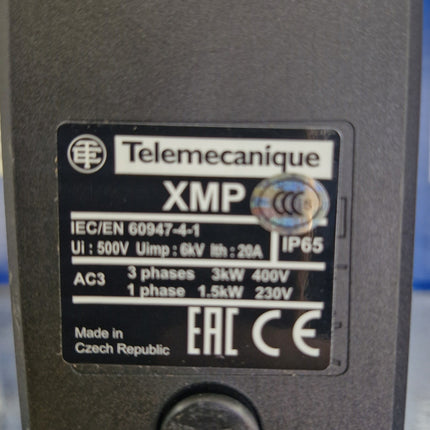 Telemecanique
XMP
CCC
IEC/EN 60947-4-1
Ui : 500V Uimp : 6kV Ith : 20A
IP65
AC3
3 phases 3kW 400V
1 phase 1.5kW 230V
Made in
Czech Republic
EAC CE